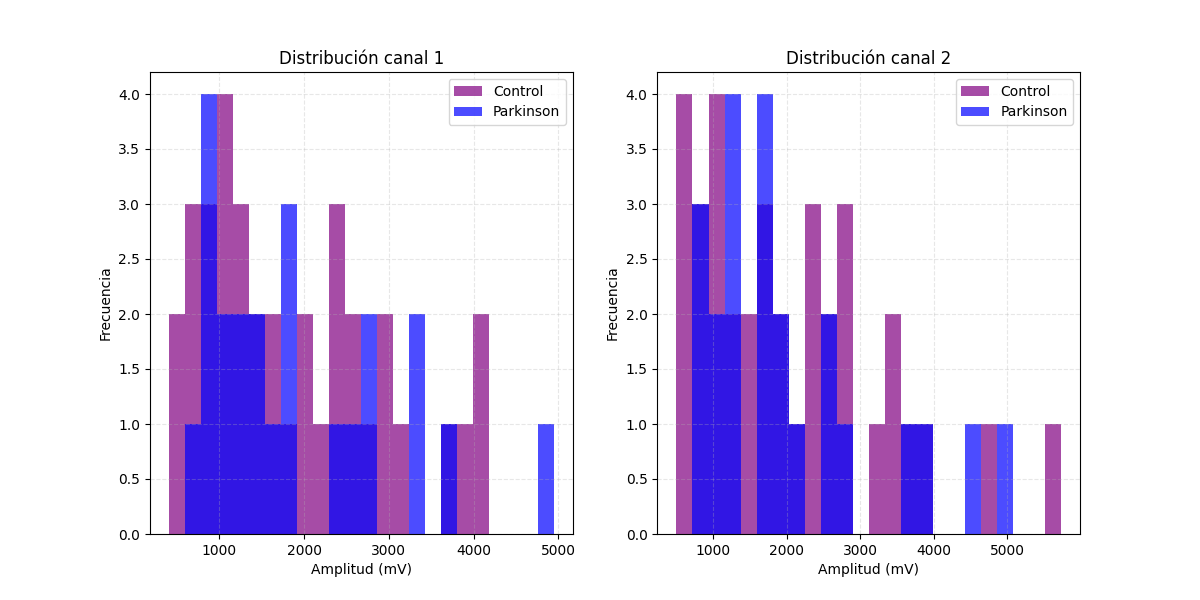 Distribución canal 1
Control
Parkinson
4.0
3.5
3.0
2.5
2.0
1.5
1.0
0.5
0.0
Frecuencia
1000 2000 3000 4000 5000
Amplitud (mV)
Distribución canal 2
Control
Parkinson
4.0
3.5
3.0
2.5
2.0
1.5
1.0
0.5
0.0
Frecuencia
1000 2000 3000 4000 5000
Amplitud (mV)